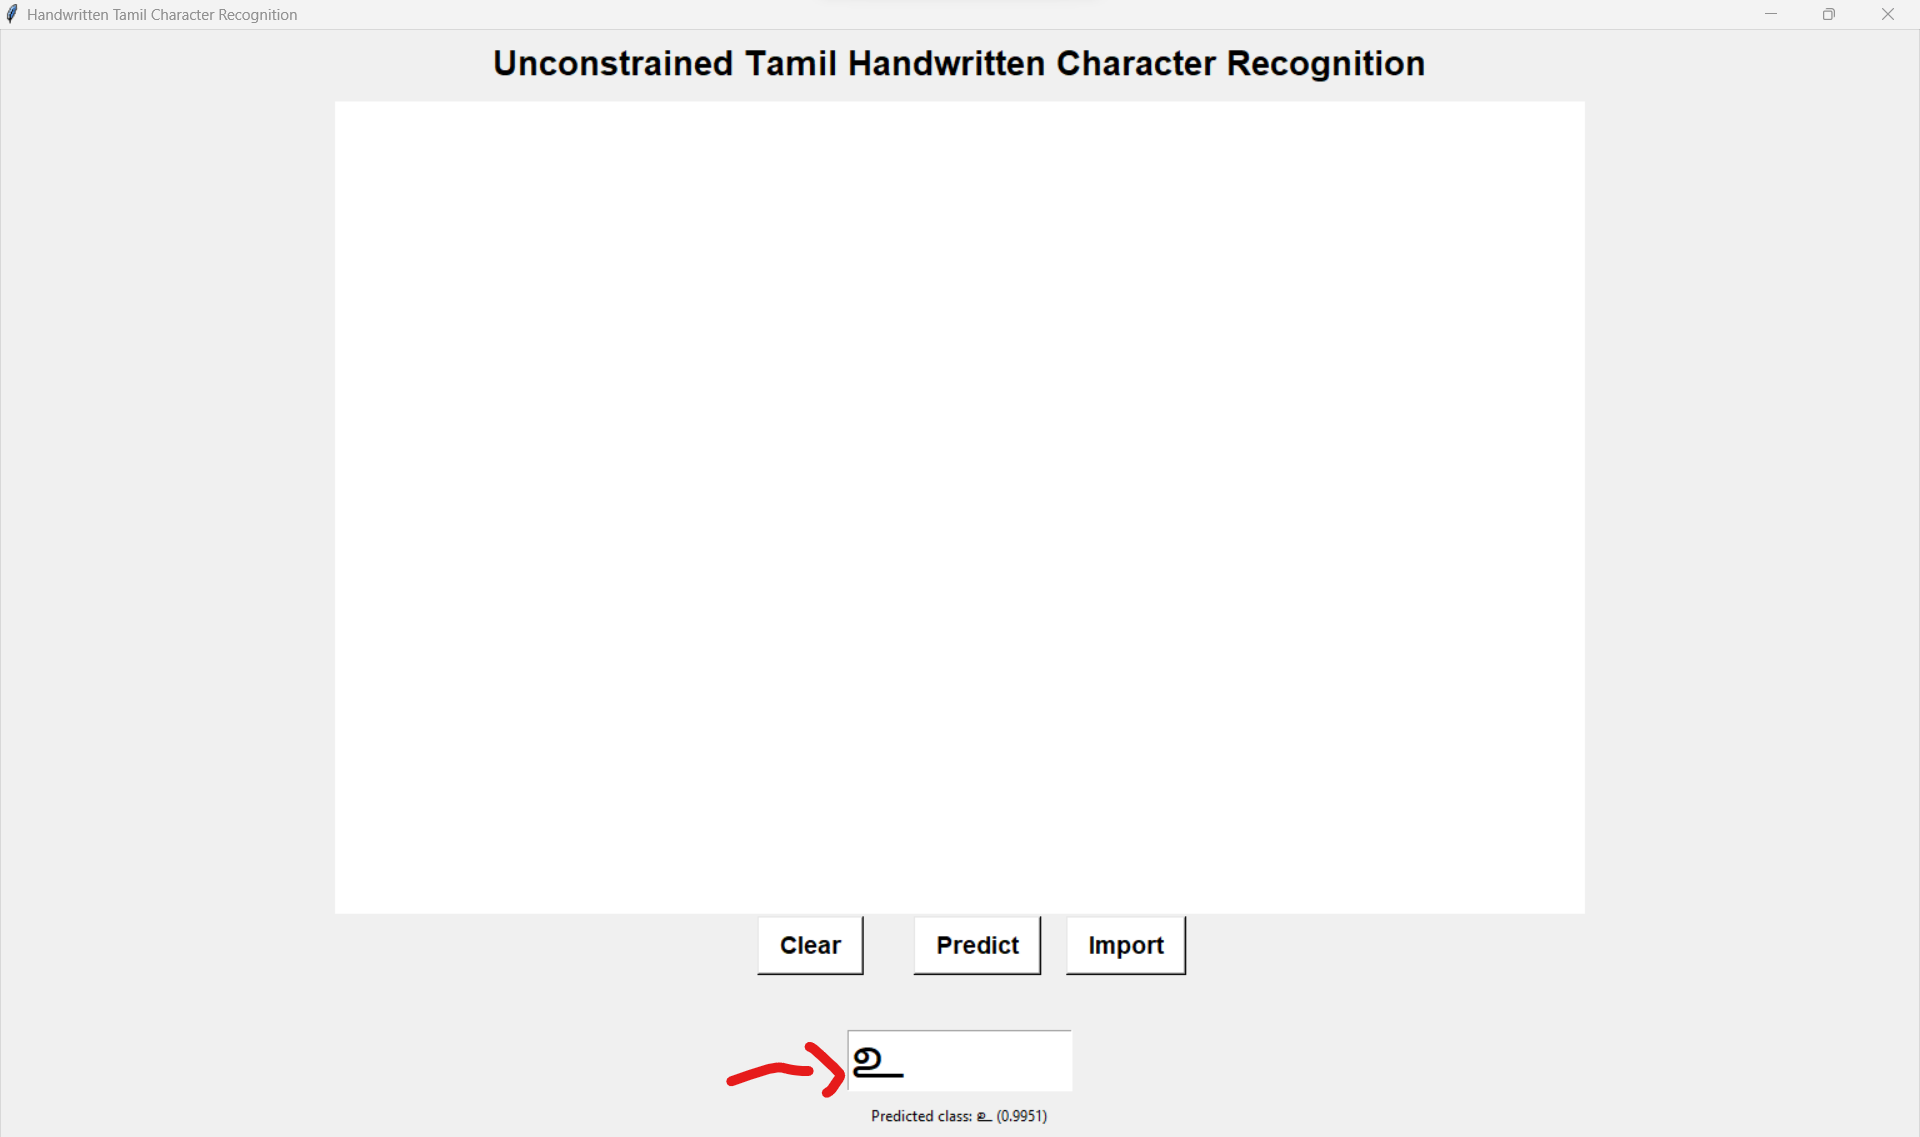 Handwritten Tamil Character Recognition
Unconstrained Tamil Handwritten Character Recognition
Clear Predict Import
உ
Predicted class: உ (0.9951)